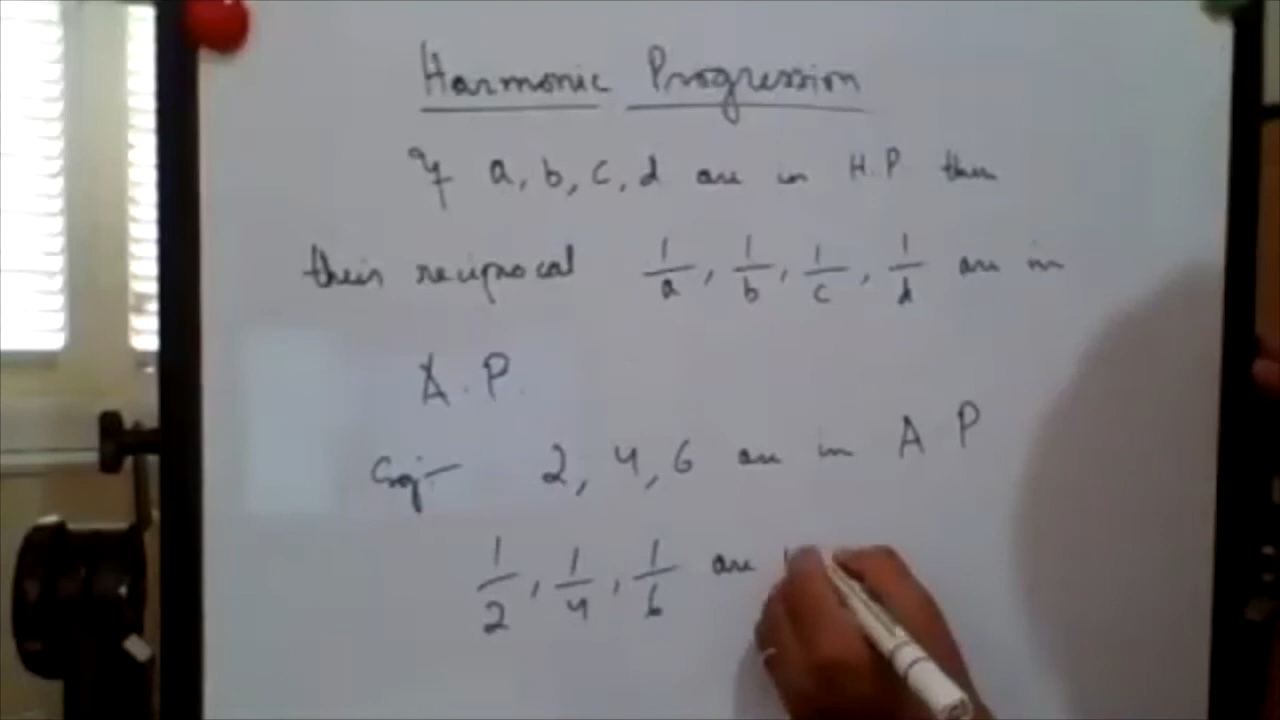 Harmonic Progression
If a, b, c, d are in H.P then
their reciprocal 1/a, 1/b, 1/c, 1/d are in
A.P.
Eg:- 2, 4, 6 are in A P
1/2, 1/4, 1/6 are